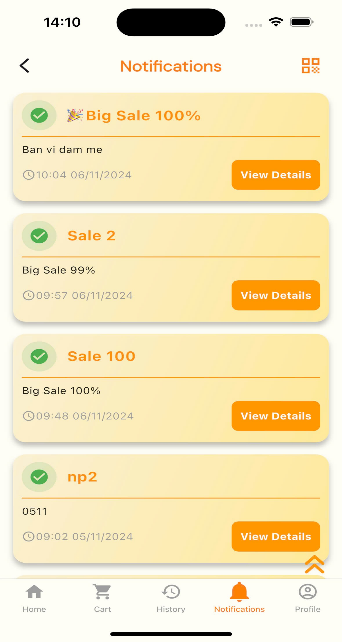 14:10
Notifications
🎉Big Sale 100%
Ban vi dam me
10:04 06/11/2024
View Details
Sale 2
Big Sale 99%
09:57 06/11/2024
View Details
Sale 100
Big Sale 100%
09:48 06/11/2024
View Details
np2
0511
09:02 05/11/2024
View Details
Home Cart History Notifications Profile